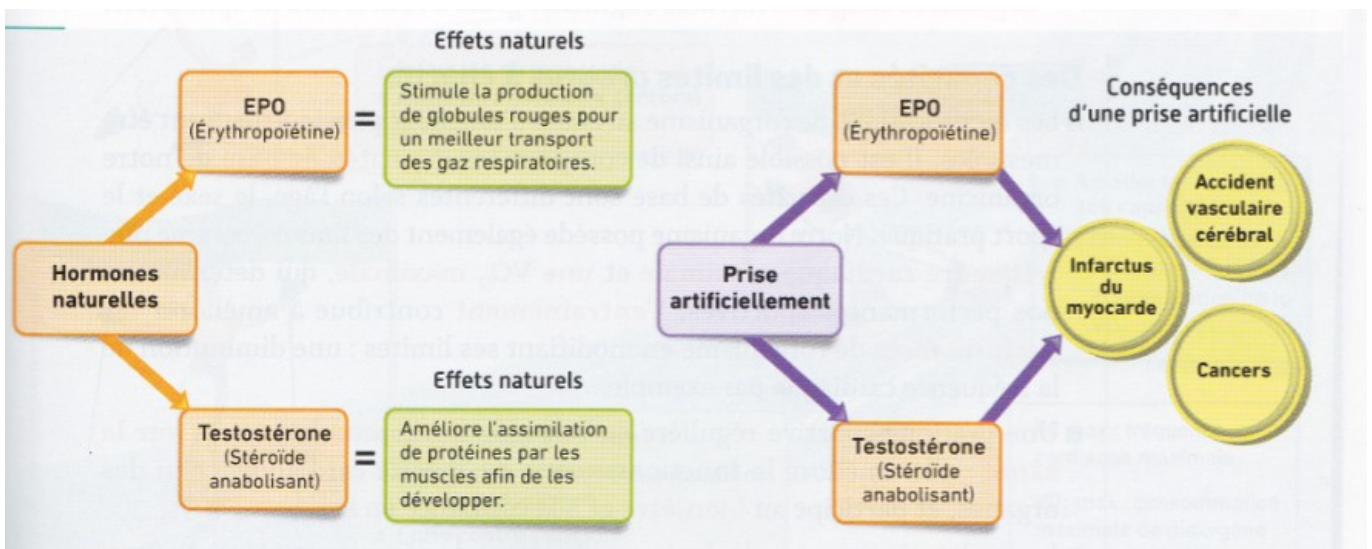 Effets naturels
EPO
(Érythropoïétine)
=
Stimule la production
de globules rouges pour
un meilleur transport
des gaz respiratoires.
Hormones
naturelles
Effets naturels
Testostérone
(Stéroïde
anabolisant)
=
Améliore l'assimilation
de protéines par les
muscles afin de les
développer.
EPO
(Érythropoïétine)
Prise
artificiellement
Testostérone
(Stéroïde
anabolisant)
Conséquences
d'une prise artificielle
Accident
vasculaire
cérébral
Infarctus
du
myocarde
Cancers